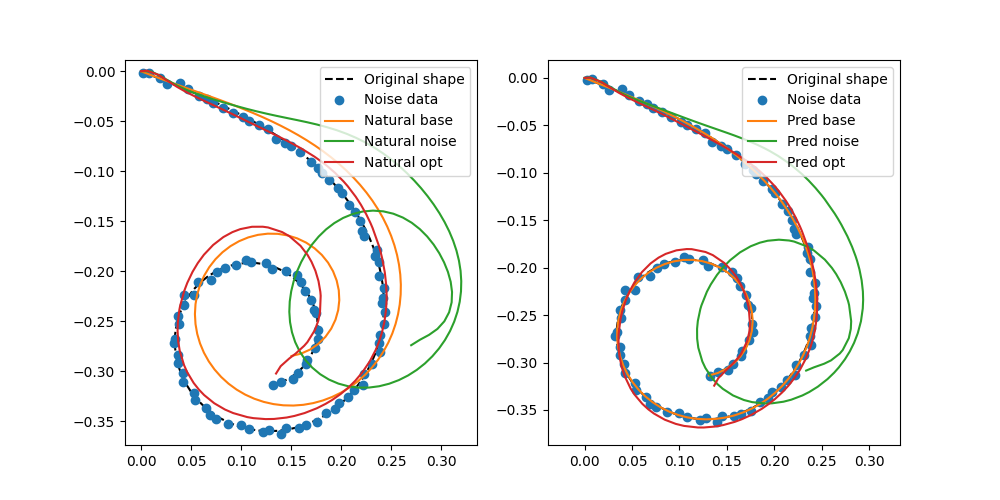 0.00
−0.05
−0.10
−0.15
−0.20
−0.25
−0.30
−0.35
0.00 0.05 0.10 0.15 0.20 0.25 0.30
Original shape
Noise data
Natural base
Natural noise
Natural opt
0.00
−0.05
−0.10
−0.15
−0.20
−0.25
−0.30
−0.35
0.00 0.05 0.10 0.15 0.20 0.25 0.30
Original shape
Noise data
Pred base
Pred noise
Pred opt